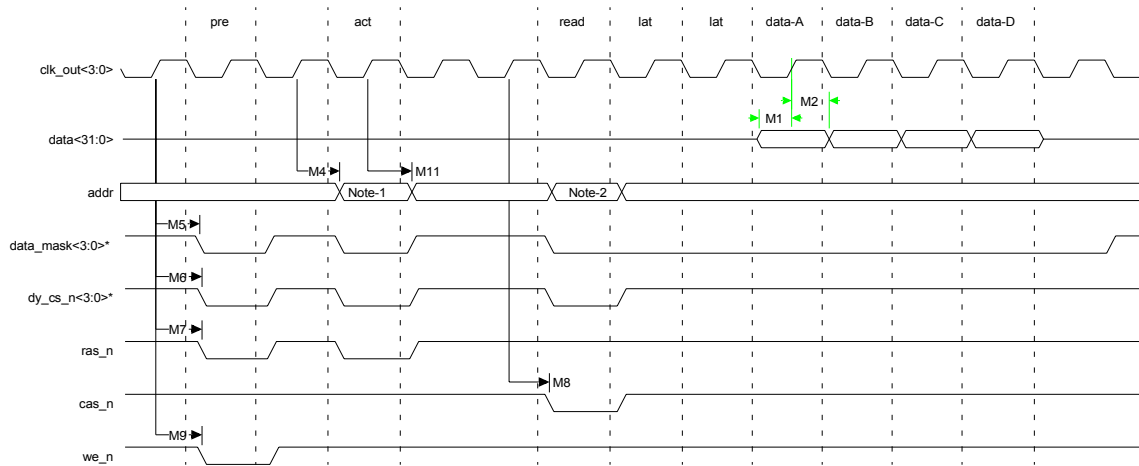 pre act read lat lat data-A data-B data-C data-D
clk_out<3:0>
M2
M1
data<31:0>
M4 M11
addr Note-1 Note-2
M5
data_mask<3:0>*
M6
dy_cs_n<3:0>*
M7
ras_n
M8
cas_n
M9
we_n